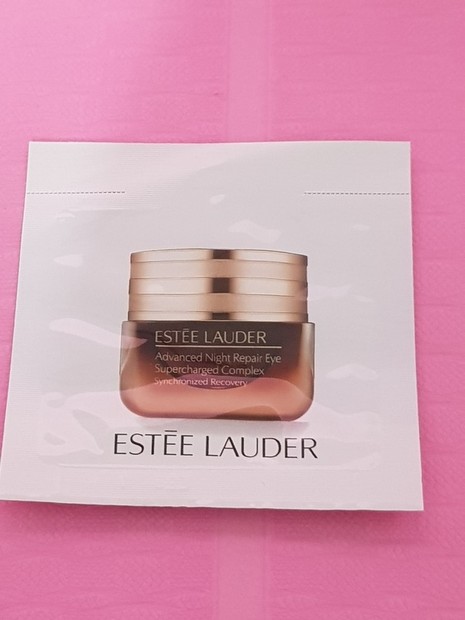 ESTĒE LAUDER
Advanced Night Repair Eye
Supercharged Complex
Synchronized Recovery
ESTĒE LAUDER